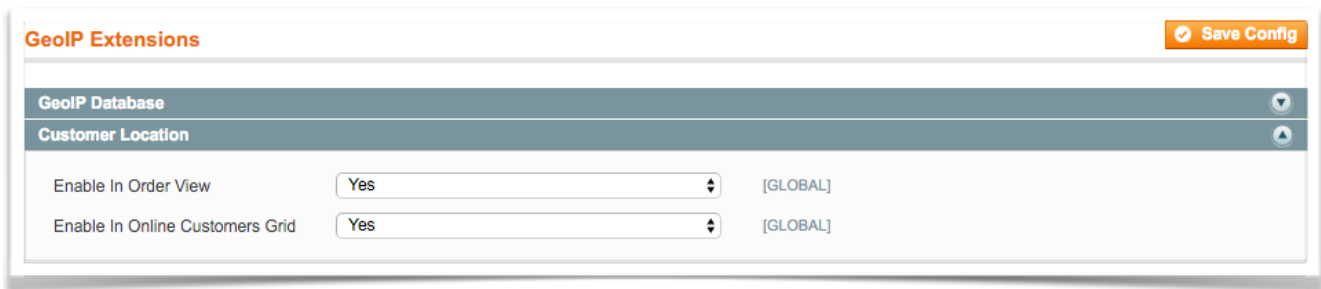 GeoIP Extensions
Save Config
GeoIP Database
Customer Location
Enable In Order View Yes [GLOBAL]
Enable In Online Customers Grid Yes [GLOBAL]